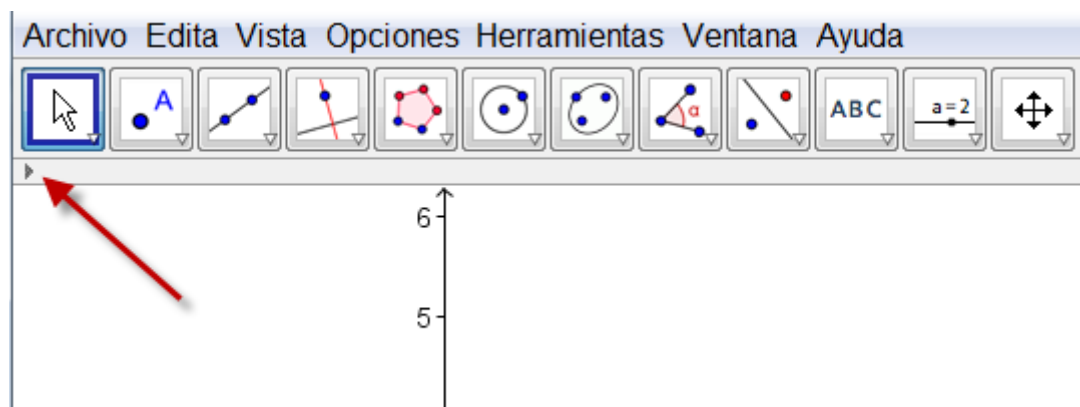 Archivo Edita Vista Opciones Herramientas Ventana Ayuda
A α ABC a=2
6
5